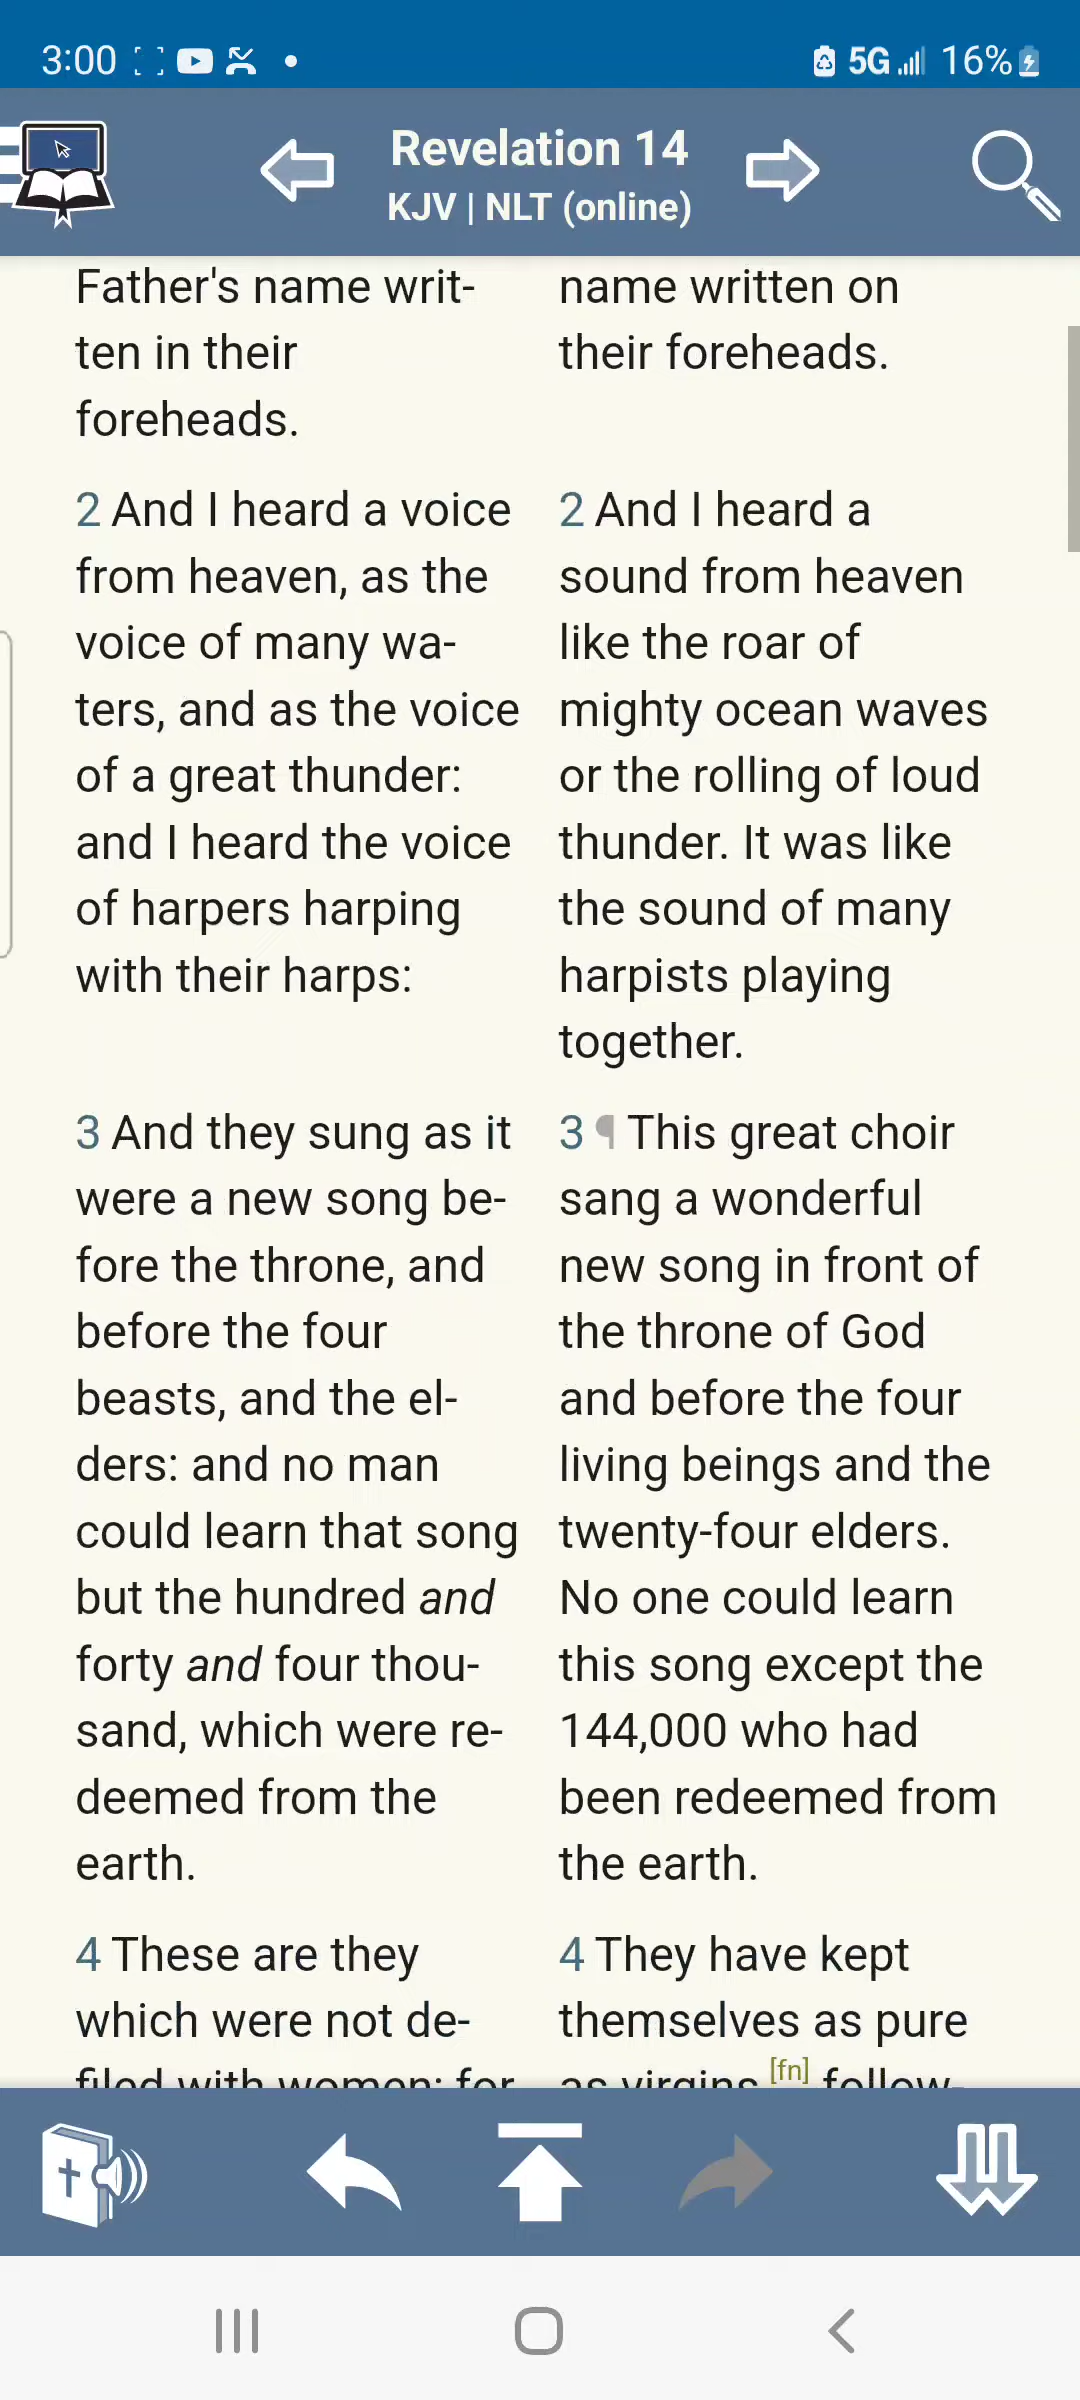 3:00
5G 16%
Revelation 14
KJV | NLT (online)
Father's name writ-
ten in their
foreheads.
2 And I heard a voice
from heaven, as the
voice of many wa-
ters, and as the voice
of a great thunder:
and I heard the voice
of harpers harping
with their harps:
3 And they sung as it
were a new song be-
fore the throne, and
before the four
beasts, and the el-
ders: and no man
could learn that song
but the hundred and
forty and four thou-
sand, which were re-
deemed from the
earth.
4 These are they
which were not de-
filed with women; for
name written on
their foreheads.
2 And I heard a
sound from heaven
like the roar of
mighty ocean waves
or the rolling of loud
thunder. It was like
the sound of many
harpists playing
together.
3 ¶ This great choir
sang a wonderful
new song in front of
the throne of God
and before the four
living beings and the
twenty-four elders.
No one could learn
this song except the
144,000 who had
been redeemed from
the earth.
4 They have kept
themselves as pure
as virgins, [fn] follow-